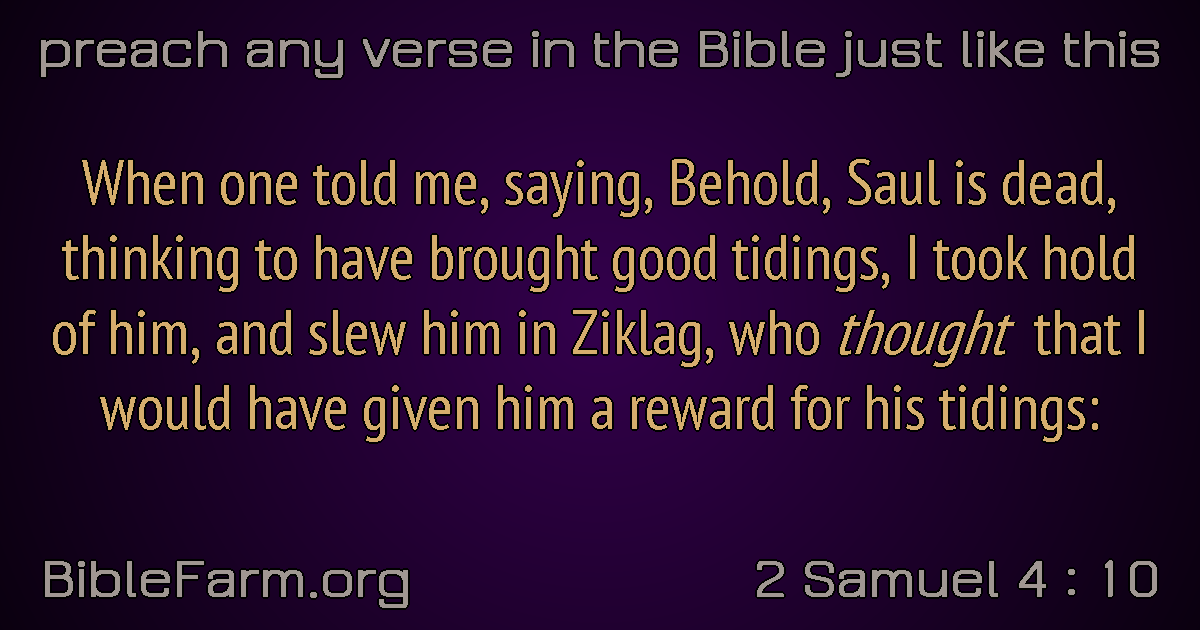 preach any verse in the Bible just like this
When one told me, saying, Behold, Saul is dead,
thinking to have brought good tidings, I took hold
of him, and slew him in Ziklag, who thought that I
would have given him a reward for his tidings:
BibleFarm.org
2 Samuel 4 : 10